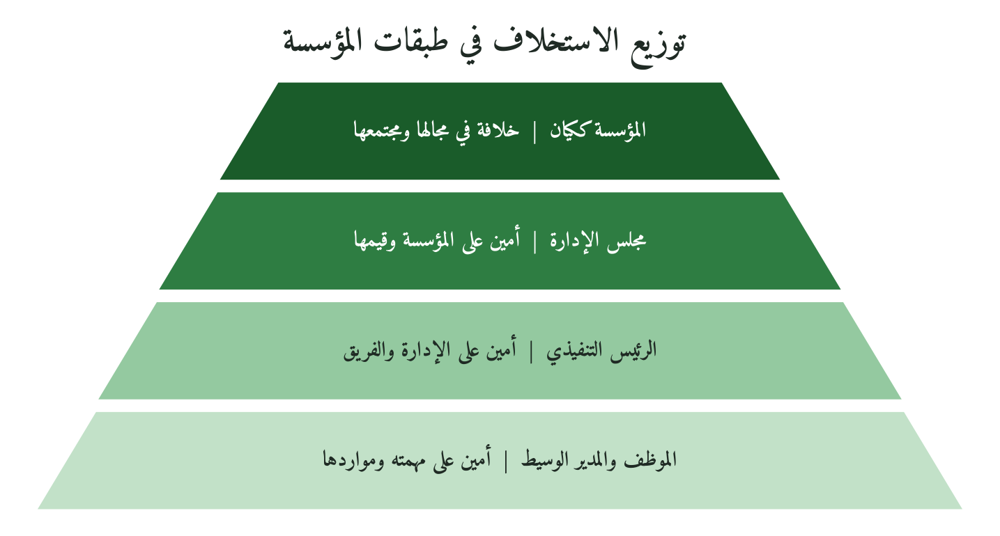 توزيع الاستخلاف في طبقات المؤسسة
المؤسسة ككيان | خلافة في مجالها ومجتمعها
مجلس الإدارة | أمين على المؤسسة وقيمها
الرئيس التنفيذي | أمين على الإدارة والفريق
الموظف والمدير الوسيط | أمين على مهمته ومواردها